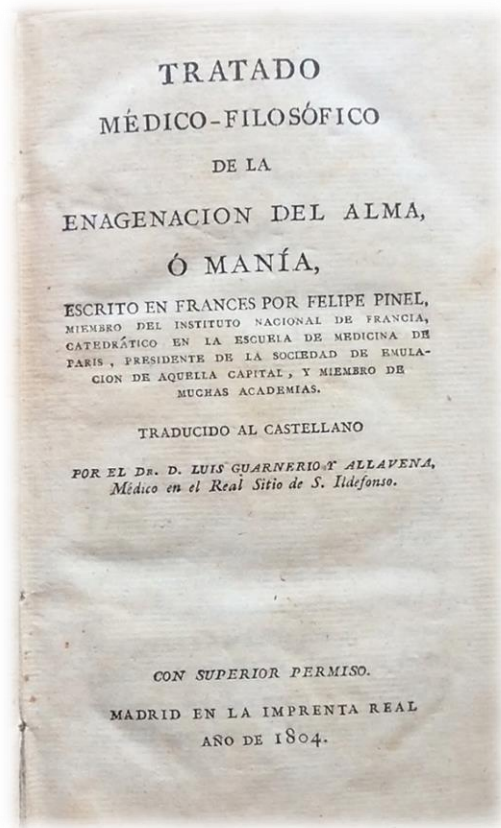 TRATADO
MÉDICO-FILOSÓFICO
DE LA
ENAGENACION DEL ALMA,
Ó MANÍA,
ESCRITO EN FRANCES POR FELIPE PINEL,
MIEMBRO DEL INSTITUTO NACIONAL DE FRANCIA,
CATEDRÁTICO EN LA ESCUELA DE MEDICINA DE
PARIS, PRESIDENTE DE LA SOCIEDAD DE EMULA-
CION DE AQUELLA CAPITAL, Y MIEMBRO DE
MUCHAS ACADEMIAS.
TRADUCIDO AL CASTELLANO
POR EL DR. D. LUIS GUARNERIO Y ALLAVENA,
Médico en el Real Sitio de S. Ildefonso.
CON SUPERIOR PERMISO.
MADRID EN LA IMPRENTA REAL
AÑO DE 1804.